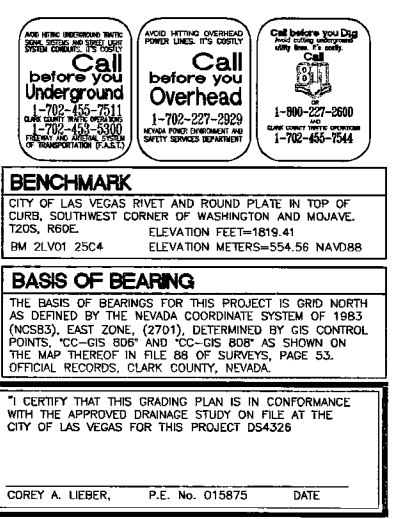 AVOID HITTING UNDERGROUND TRAFFIC
SIGNAL SYSTEMS AND STREET LIGHT
SYSTEM CONDUITS. IT'S COSTLY
Call
before you
Underground
1-702-455-7511
CLARK COUNTY TRAFFIC OPERATIONS
1-702-453-5300
FREEWAY AND ARTERIAL SYSTEM
OF TRANSPORTATION (F.A.S.T.)
AVOID HITTING OVERHEAD
POWER LINES. IT'S COSTLY
Call
before you
Overhead
1-702-227-2929
NEVADA POWER ENVIRONMENT AND
SAFETY SERVICES DEPARTMENT
Call before you Dig
Avoid cutting underground
utility lines. It's costly.
811
OR
1-800-227-2600
AND
CLARK COUNTY TRAFFIC OPERATIONS
1-702-455-7544
BENCHMARK
CITY OF LAS VEGAS RIVET AND ROUND PLATE IN TOP OF
CURB, SOUTHWEST CORNER OF WASHINGTON AND MOJAVE.
T20S, R60E. ELEVATION FEET=1819.41
BM 2LV01 25C4 ELEVATION METERS=554.56 NAVD88
BASIS OF BEARING
THE BASIS OF BEARINGS FOR THIS PROJECT IS GRID NORTH
AS DEFINED BY THE NEVADA COORDINATE SYSTEM OF 1983
(NCS83), EAST ZONE, (2701), DETERMINED BY GIS CONTROL
POINTS, "CC-GIS 806" AND "CC-GIS 808" AS SHOWN ON
THE MAP THEREOF IN FILE 88 OF SURVEYS, PAGE 53.
OFFICIAL RECORDS, CLARK COUNTY, NEVADA.
"I CERTIFY THAT THIS GRADING PLAN IS IN CONFORMANCE
WITH THE APPROVED DRAINAGE STUDY ON FILE AT THE
CITY OF LAS VEGAS FOR THIS PROJECT DS4326
COREY A. LIEBER, P.E. No. 015875 DATE